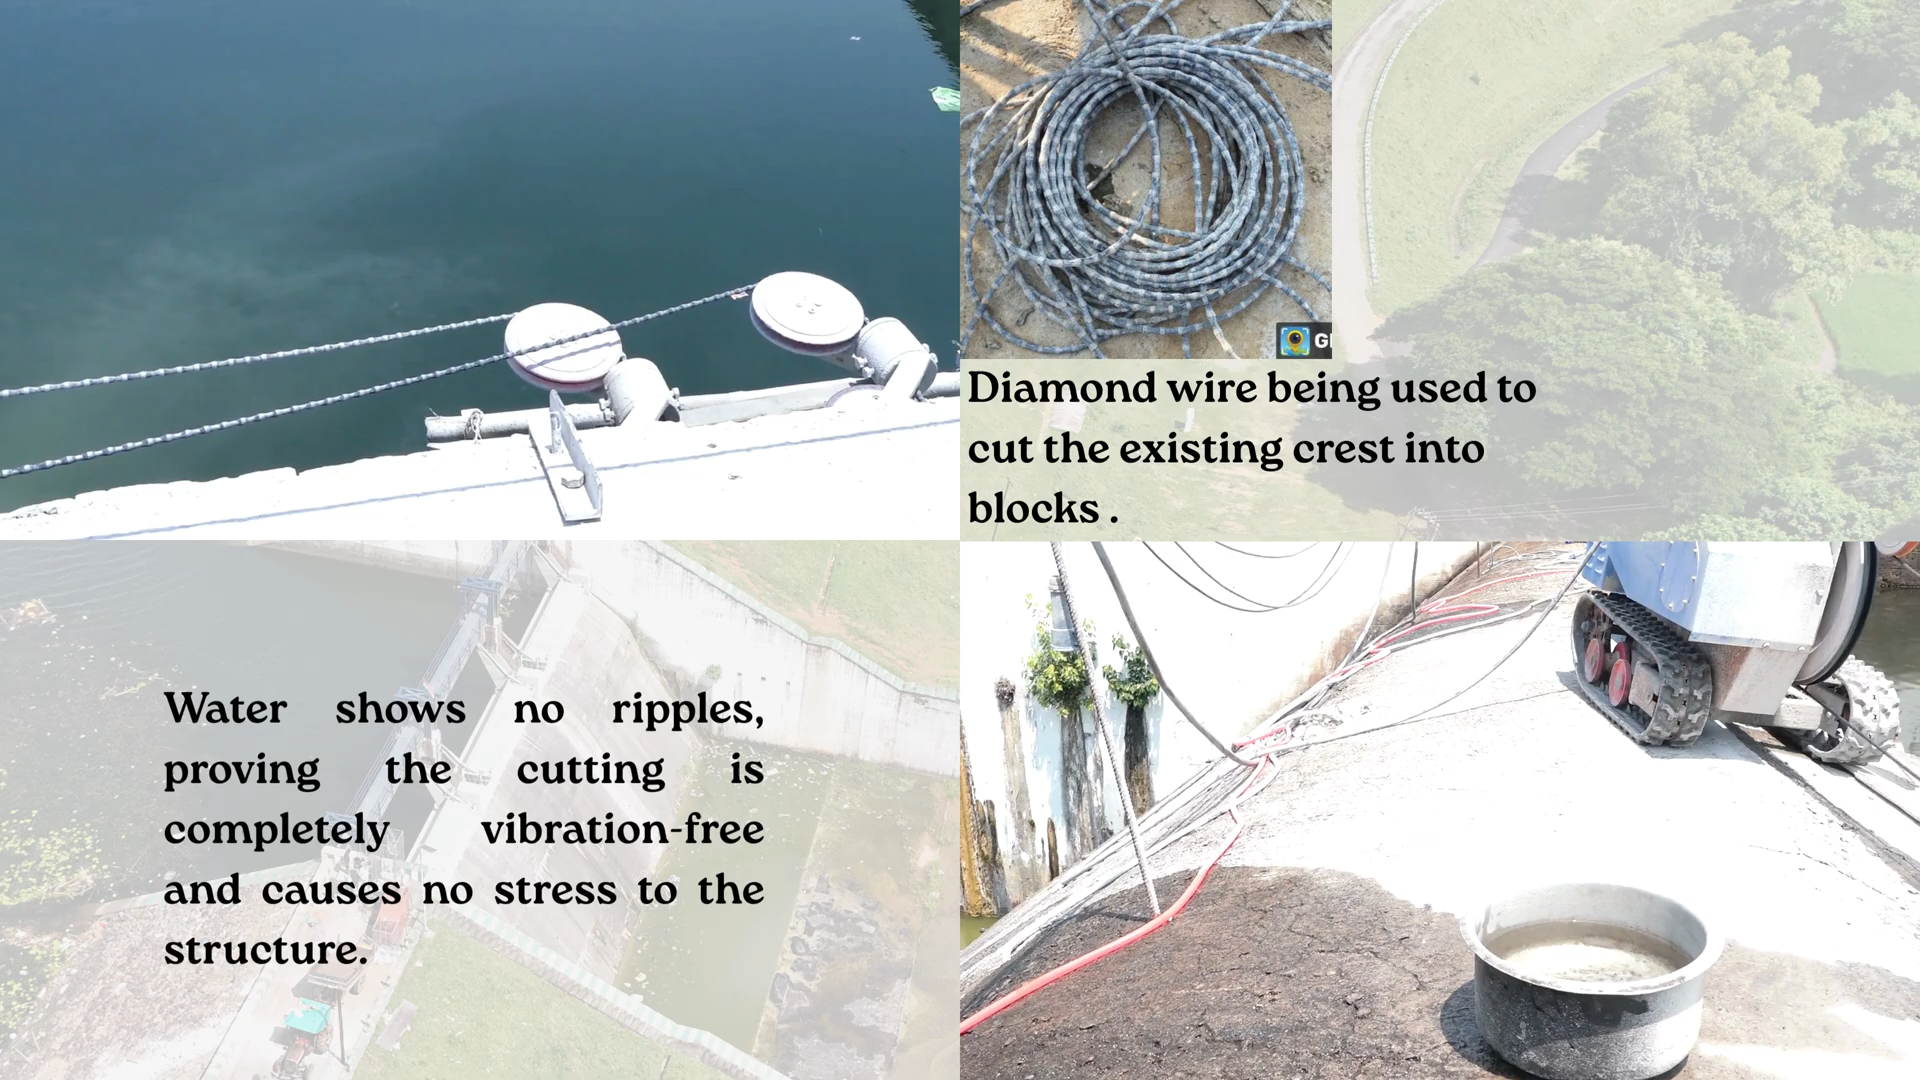 Diamond wire being used to
cut the existing crest into
blocks .
Water shows no ripples,
proving the cutting is
completely vibration-free
and causes no stress to the
structure.